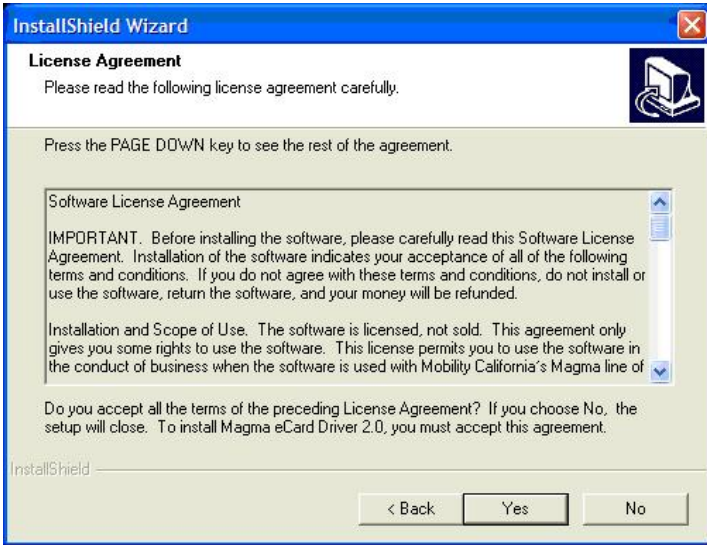 InstallShield Wizard
License Agreement
Please read the following license agreement carefully.
Press the PAGE DOWN key to see the rest of the agreement.
Software License Agreement
IMPORTANT.  Before installing the software, please carefully read this Software License
Agreement.  Installation of the software indicates your acceptance of all of the following
terms and conditions.  If you do not agree with these terms and conditions, do not install or
use the software, return the software, and your money will be refunded.
Installation and Scope of Use.  The software is licensed, not sold.  This agreement only
gives you some rights to use the software.  This license permits you to use the software in
the conduct of business when the software is used with Mobility California's Magma line of
Do you accept all the terms of the preceding License Agreement?  If you choose No,  the
setup will close.  To install Magma eCard Driver 2.0, you must accept this agreement.
InstallShield
< Back Yes No